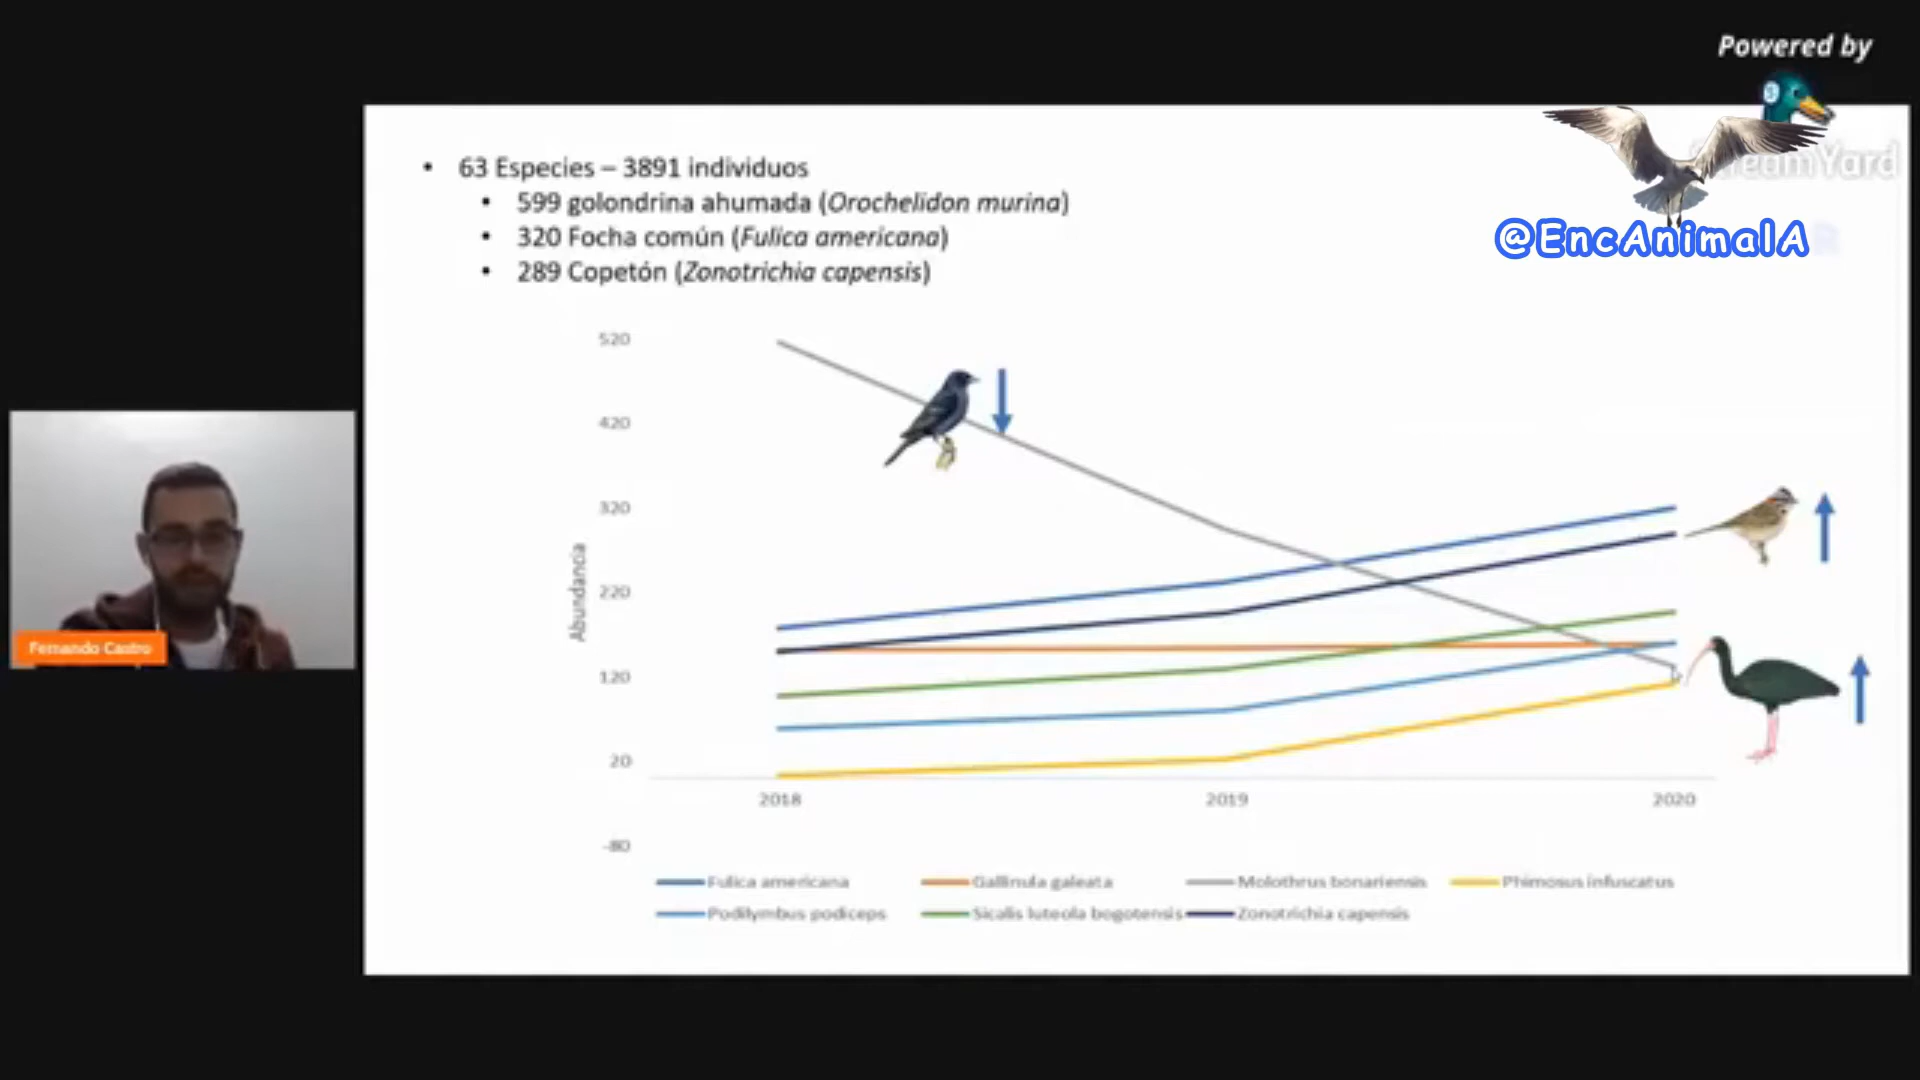 Powered by
StreamYard
@EncAnimalA
• 63 Especies – 3891 individuos
• 599 golondrina ahumada (Orochelidon murina)
• 320 Focha común (Fulica americana)
• 289 Copetón (Zonotrichia capensis)
520
420
320
220
120
20
-80
Abundancia
2018 2019 2020
Fulica americana Gallinula galeata Molothrus bonariensis Phimosus infuscatus
Podilymbus podiceps Sicalis luteola bogotensis Zonotrichia capensis
Fernando Castro